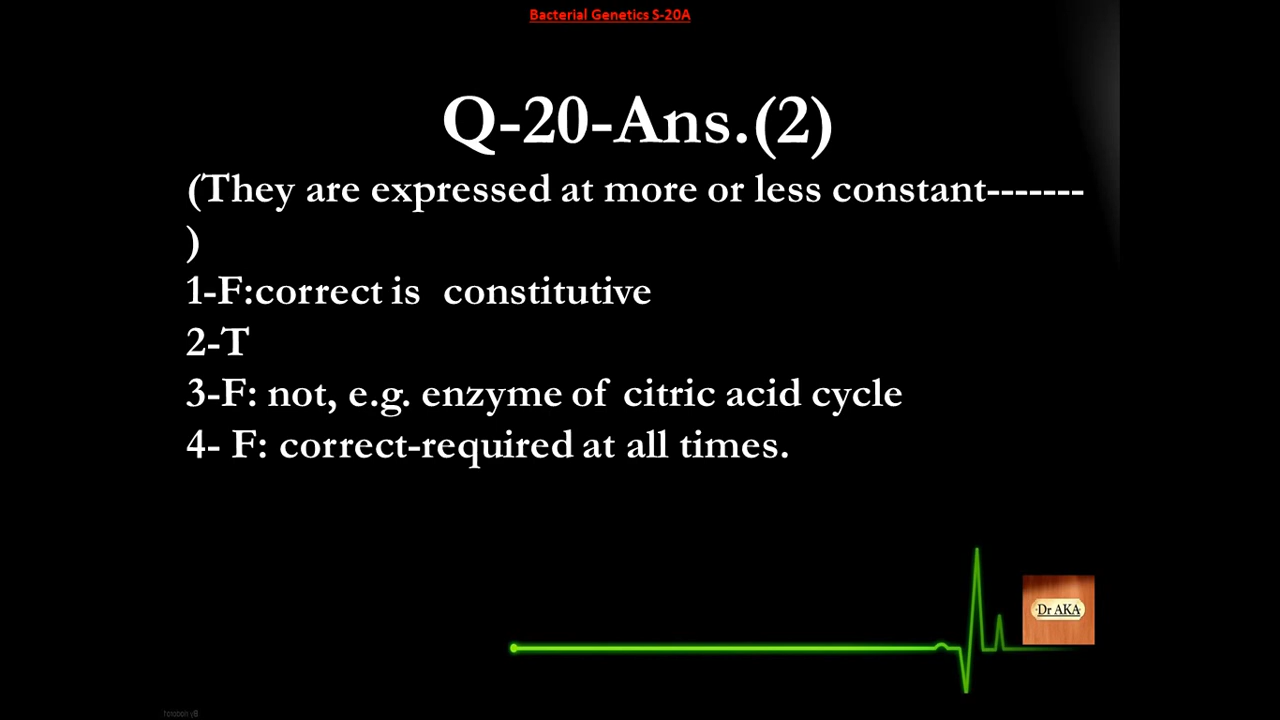 Bacterial Genetics S-20A
Q-20-Ans.(2)
(They are expressed at more or less constant-------
)
1-F:correct is constitutive
2-T
3-F: not, e.g. enzyme of citric acid cycle
4- F: correct-required at all times.
Dr AKA